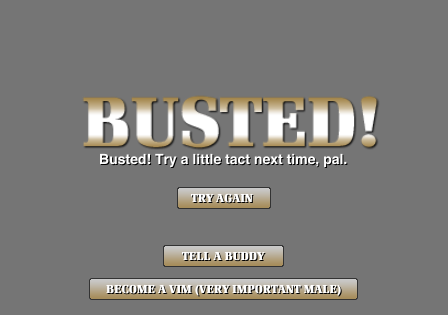 BUSTED!
Busted! Try a little tact next time, pal.
TRY AGAIN
TELL A BUDDY
BECOME A VIM (VERY IMPORTANT MALE)